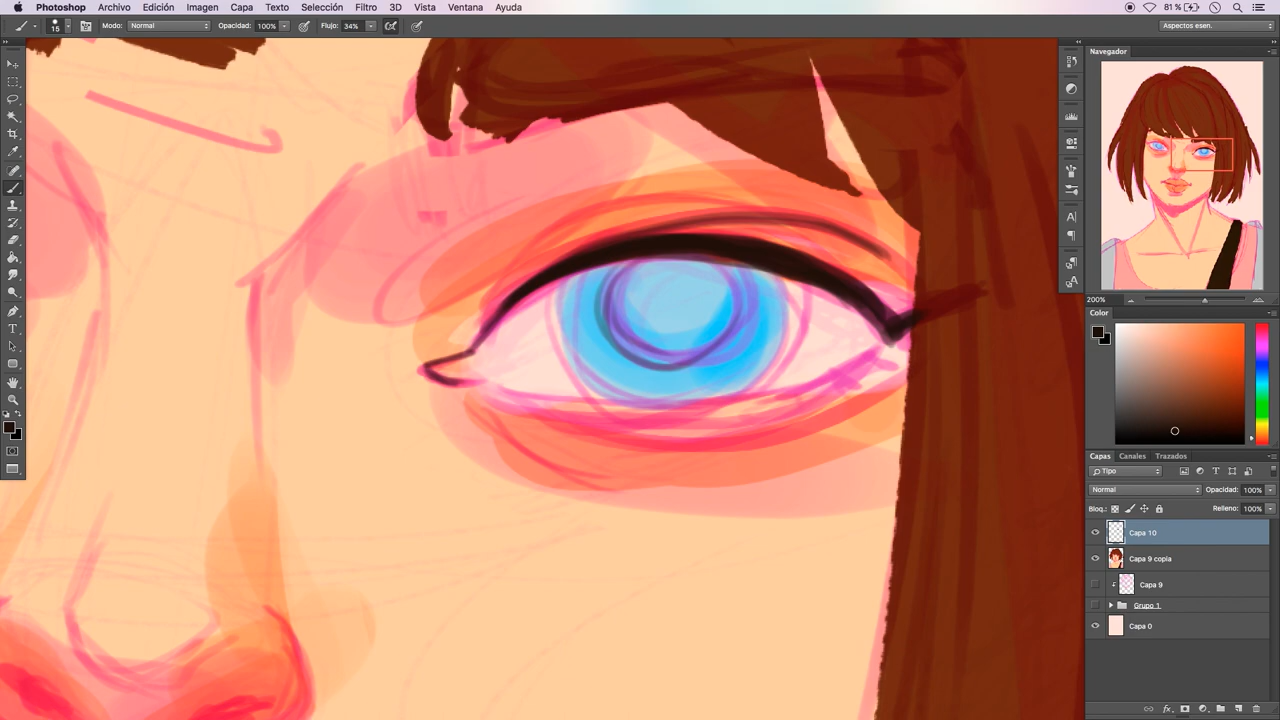 Photoshop Archivo Edición Imagen Capa Texto Selección Filtro 3D Vista Ventana Ayuda 81 %
15 Modo: Normal Opacidad: 100% Flujo: 34% Aspectos esen.
Navegador
200%
Color
Capas Canales Trazados
Tipo
Normal Opacidad: 100%
Bloq.: Relleno: 100%
Capa 10
Capa 9 copia
Capa 9
Grupo 1
Capa 0